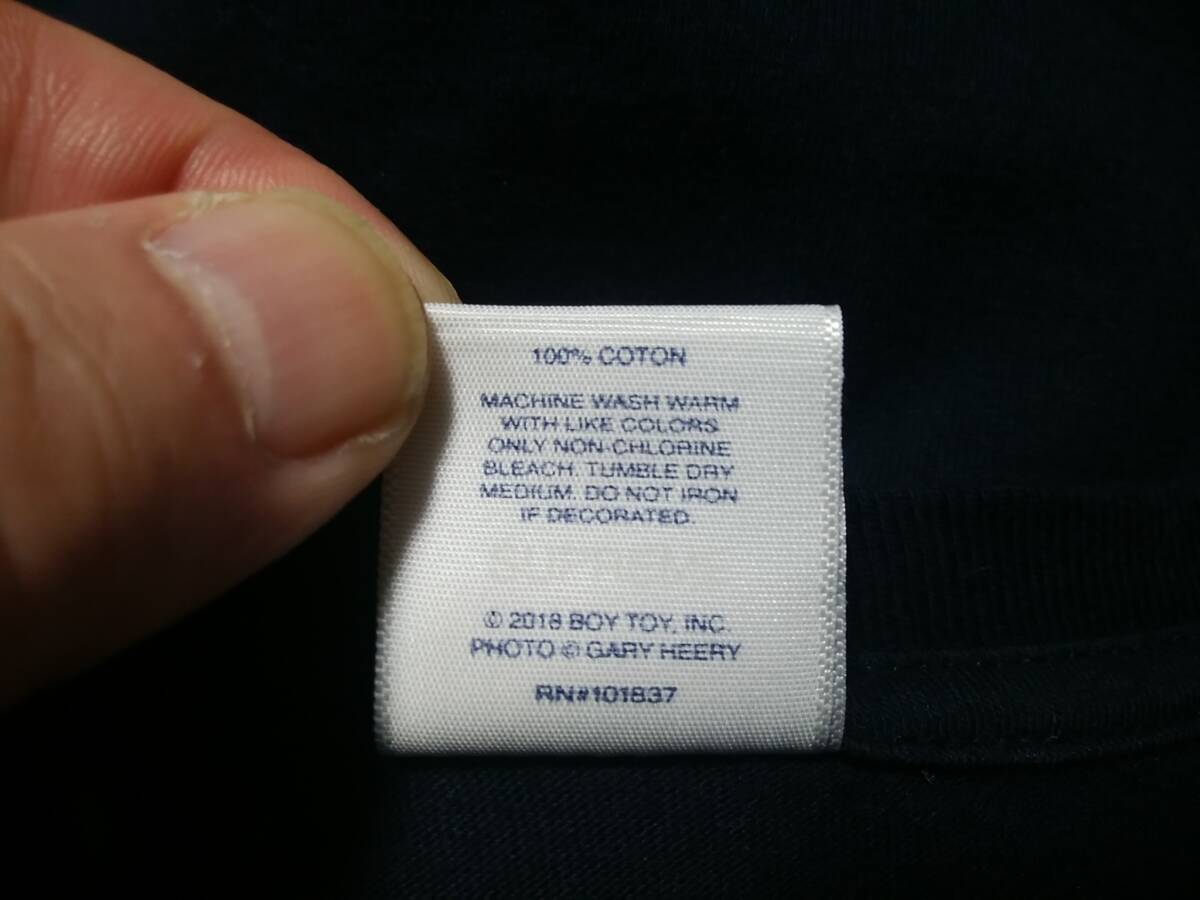 100% COTON
MACHINE WASH WARM
WITH LIKE COLORS
ONLY NON-CHLORINE
BLEACH. TUMBLE DRY
MEDIUM. DO NOT IRON
IF DECORATED.
© 2018 BOY TOY, INC.
PHOTO © GARY HEERY
RN#101837